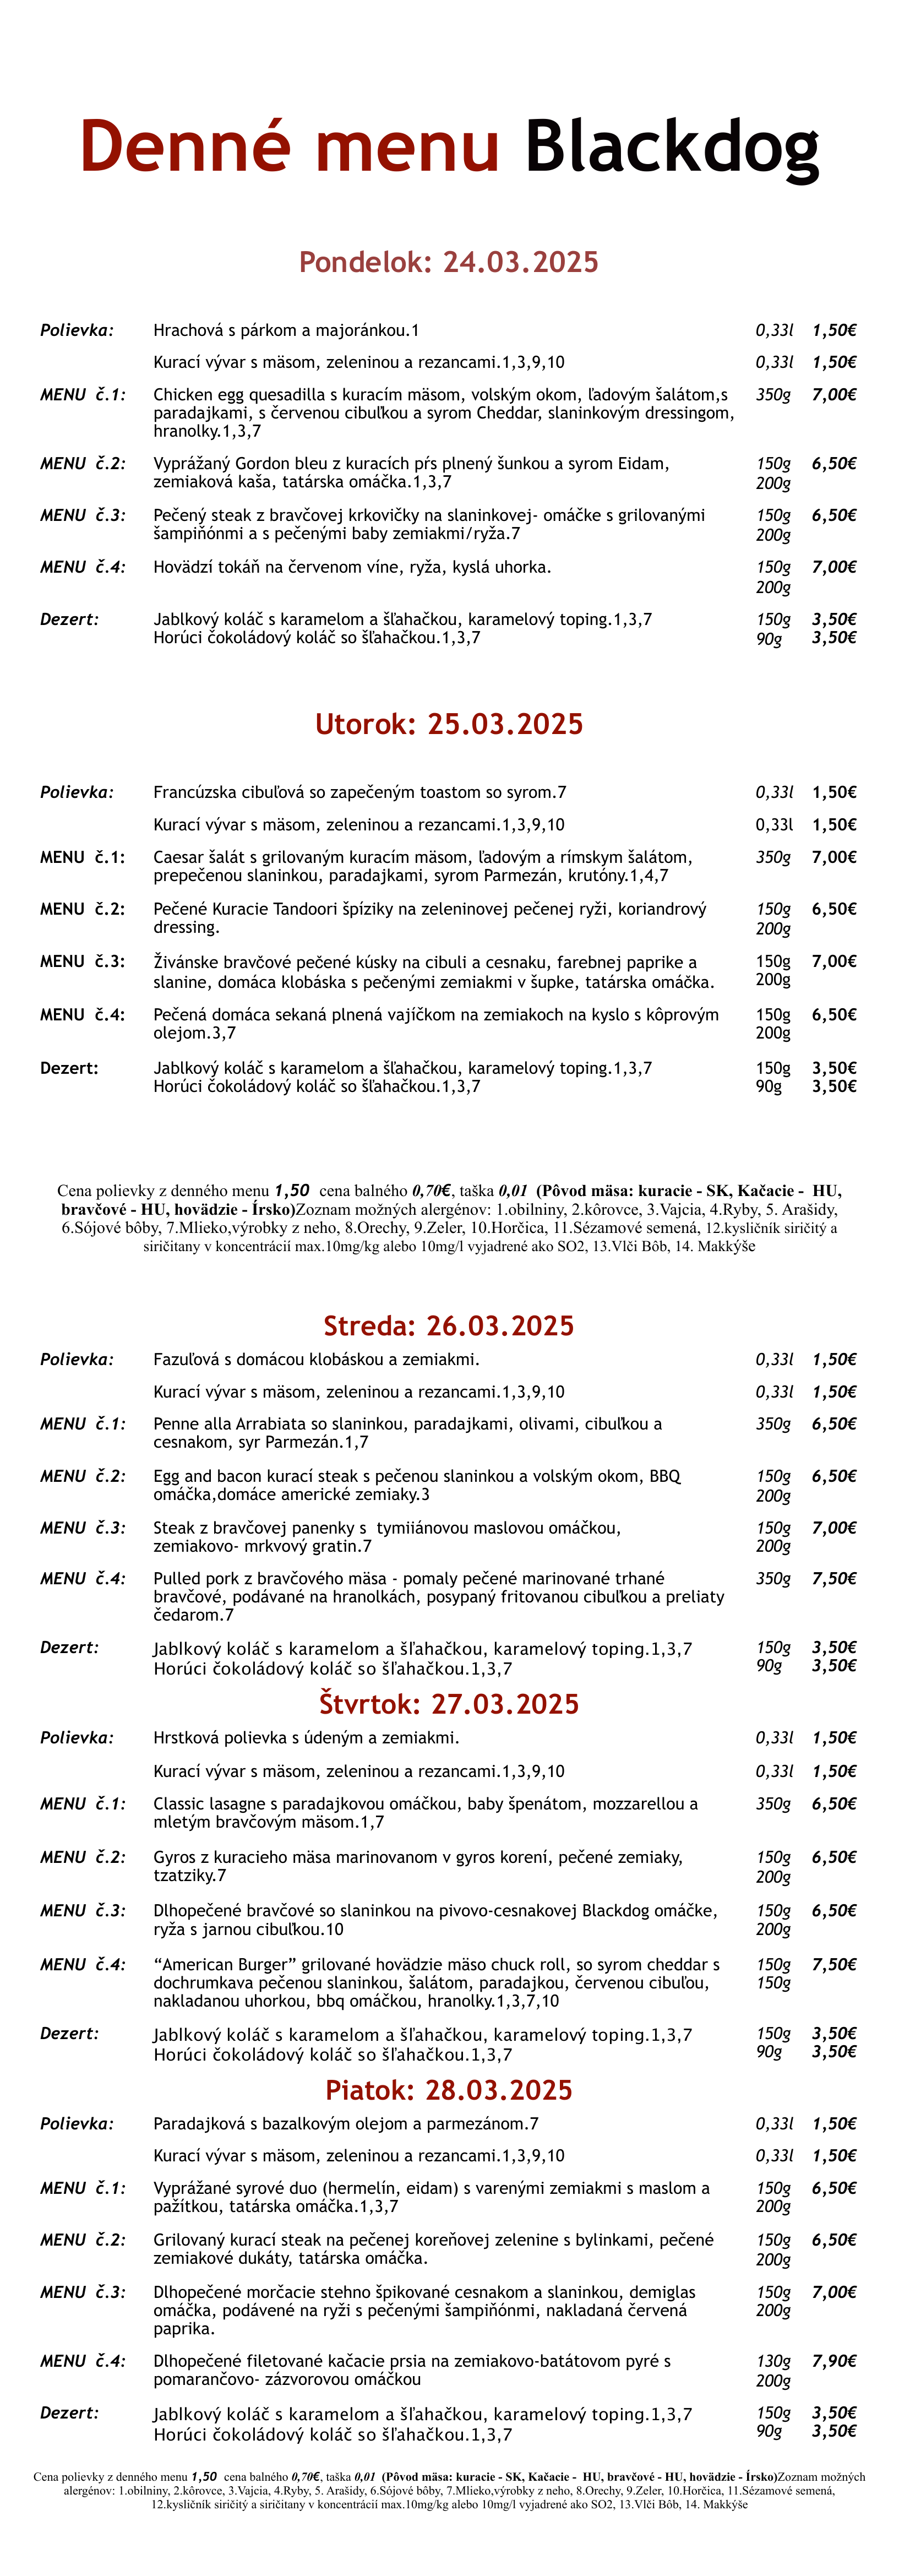 Denné menu Blackdog
Pondelok: 24.03.2025
Polievka: Hrachová s párkom a majoránkou.1 0,33l 1,50€
Kurací vývar s mäsom, zeleninou a rezancami.1,3,9,10 0,33l 1,50€
MENU č.1: Chicken egg quesadilla s kuracím mäsom, volským okom, ľadovým šalátom,s 350g 7,00€
paradajkami, s červenou cibuľkou a syrom Cheddar, slaninkovým dressingom,
hranolky.1,3,7
MENU č.2: Vyprážaný Gordon bleu z kuracích pŕs plnený šunkou a syrom Eidam, 150g 6,50€
zemiaková kaša, tatárska omáčka.1,3,7 200g
MENU č.3: Pečený steak z bravčovej krkovičky na slaninkovej- omáčke s grilovanými 150g 6,50€
šampiňónmi a s pečenými baby zemiakmi/ryža.7 200g
MENU č.4: Hovädzí tokáň na červenom víne, ryža, kyslá uhorka. 150g 7,00€
200g
Dezert: Jablkový koláč s karamelom a šľahačkou, karamelový toping.1,3,7 150g 3,50€
Horúci čokoládový koláč so šľahačkou.1,3,7 90g 3,50€
Utorok: 25.03.2025
Polievka: Francúzska cibuľová so zapečeným toastom so syrom.7 0,33l 1,50€
Kurací vývar s mäsom, zeleninou a rezancami.1,3,9,10 0,33l 1,50€
MENU č.1: Caesar šalát s grilovaným kuracím mäsom, ľadovým a rímskym šalátom, 350g 7,00€
prepečenou slaninkou, paradajkami, syrom Parmezán, krutóny.1,4,7
MENU č.2: Pečené Kuracie Tandoori špíziky na zeleninovej pečenej ryži, koriandrový 150g 6,50€
dressing. 200g
MENU č.3: Živánske bravčové pečené kúsky na cibuli a cesnaku, farebnej paprike a 150g 7,00€
slanine, domáca klobáska s pečenými zemiakmi v šupke, tatárska omáčka. 200g
MENU č.4: Pečená domáca sekaná plnená vajíčkom na zemiakoch na kyslo s kôprovým 150g 6,50€
olejom.3,7 200g
Dezert: Jablkový koláč s karamelom a šľahačkou, karamelový toping.1,3,7 150g 3,50€
Horúci čokoládový koláč so šľahačkou.1,3,7 90g 3,50€
Cena polievky z denného menu 1,50 cena balného 0,70€, taška 0,01 (Pôvod mäsa: kuracie - SK, Kačacie - HU,
bravčové - HU, hovädzie - Írsko)Zoznam možných alergénov: 1.obilniny, 2.kôrovce, 3.Vajcia, 4.Ryby, 5. Arašidy,
6.Sójové bôby, 7.Mlieko,výrobky z neho, 8.Orechy, 9.Zeler, 10.Horčica, 11.Sézamové semená, 12.kysličník siričitý a
siričitany v koncentrácií max.10mg/kg alebo 10mg/l vyjadrené ako SO2, 13.Vlči Bôb, 14. Makkýše
Streda: 26.03.2025
Polievka: Fazuľová s domácou klobáskou a zemiakmi. 0,33l 1,50€
Kurací vývar s mäsom, zeleninou a rezancami.1,3,9,10 0,33l 1,50€
MENU č.1: Penne alla Arrabiata so slaninkou, paradajkami, olivami, cibuľkou a 350g 6,50€
cesnakom, syr Parmezán.1,7
MENU č.2: Egg and bacon kurací steak s pečenou slaninkou a volským okom, BBQ 150g 6,50€
omáčka,domáce americké zemiaky.3 200g
MENU č.3: Steak z bravčovej panenky s tymiiánovou maslovou omáčkou, 150g 7,00€
zemiakovo- mrkvový gratin.7 200g
MENU č.4: Pulled pork z bravčového mäsa - pomaly pečené marinované trhané 350g 7,50€
bravčové, podávané na hranolkách, posypaný fritovanou cibuľkou a preliaty
čedarom.7
Dezert: Jablkový koláč s karamelom a šľahačkou, karamelový toping.1,3,7 150g 3,50€
Horúci čokoládový koláč so šľahačkou.1,3,7 90g 3,50€
Štvrtok: 27.03.2025
Polievka: Hrstková polievka s údeným a zemiakmi. 0,33l 1,50€
Kurací vývar s mäsom, zeleninou a rezancami.1,3,9,10 0,33l 1,50€
MENU č.1: Classic lasagne s paradajkovou omáčkou, baby špenátom, mozzarellou a 350g 6,50€
mletým bravčovým mäsom.1,7
MENU č.2: Gyros z kuracieho mäsa marinovanom v gyros korení, pečené zemiaky, 150g 6,50€
tzatziky.7 200g
MENU č.3: Dlhopečené bravčové so slaninkou na pivovo-cesnakovej Blackdog omáčke, 150g 6,50€
ryža s jarnou cibuľkou.10 200g
MENU č.4: “American Burger” grilované hovädzie mäso chuck roll, so syrom cheddar s 150g 7,50€
dochrumkava pečenou slaninkou, šalátom, paradajkou, červenou cibuľou, 150g
nakladanou uhorkou, bbq omáčkou, hranolky.1,3,7,10
Dezert: Jablkový koláč s karamelom a šľahačkou, karamelový toping.1,3,7 150g 3,50€
Horúci čokoládový koláč so šľahačkou.1,3,7 90g 3,50€
Piatok: 28.03.2025
Polievka: Paradajková s bazalkovým olejom a parmezánom.7 0,33l 1,50€
Kurací vývar s mäsom, zeleninou a rezancami.1,3,9,10 0,33l 1,50€
MENU č.1: Vyprážané syrové duo (hermelín, eidam) s varenými zemiakmi s maslom a 150g 6,50€
pažítkou, tatárska omáčka.1,3,7 200g
MENU č.2: Grilovaný kurací steak na pečenej koreňovej zelenine s bylinkami, pečené 150g 6,50€
zemiakové dukáty, tatárska omáčka. 200g
MENU č.3: Dlhopečené morčacie stehno špikované cesnakom a slaninkou, demiglas 150g 7,00€
omáčka, podávené na ryži s pečenými šampiňónmi, nakladaná červená 200g
paprika.
MENU č.4: Dlhopečené filetované kačacie prsia na zemiakovo-batátovom pyré s 130g 7,90€
pomarančovo- zázvorovou omáčkou 200g
Dezert: Jablkový koláč s karamelom a šľahačkou, karamelový toping.1,3,7 150g 3,50€
Horúci čokoládový koláč so šľahačkou.1,3,7 90g 3,50€
Cena polievky z denného menu 1,50 cena balného 0,70€, taška 0,01 (Pôvod mäsa: kuracie - SK, Kačacie - HU, bravčové - HU, hovädzie - Írsko)Zoznam možných
alergénov: 1.obilniny, 2.kôrovce, 3.Vajcia, 4.Ryby, 5. Arašidy, 6.Sójové bôby, 7.Mlieko,výrobky z neho, 8.Orechy, 9.Zeler, 10.Horčica, 11.Sézamové semená,
12.kysličník siričitý a siričitany v koncentrácií max.10mg/kg alebo 10mg/l vyjadrené ako SO2, 13.Vlči Bôb, 14. Makkýše